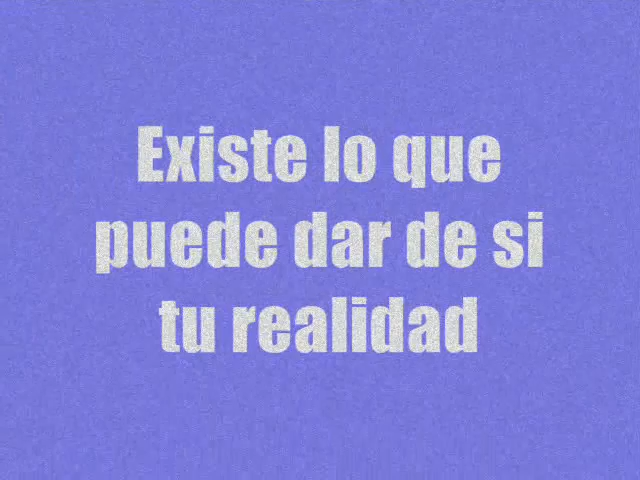 Existe lo que
puede dar de si
tu realidad